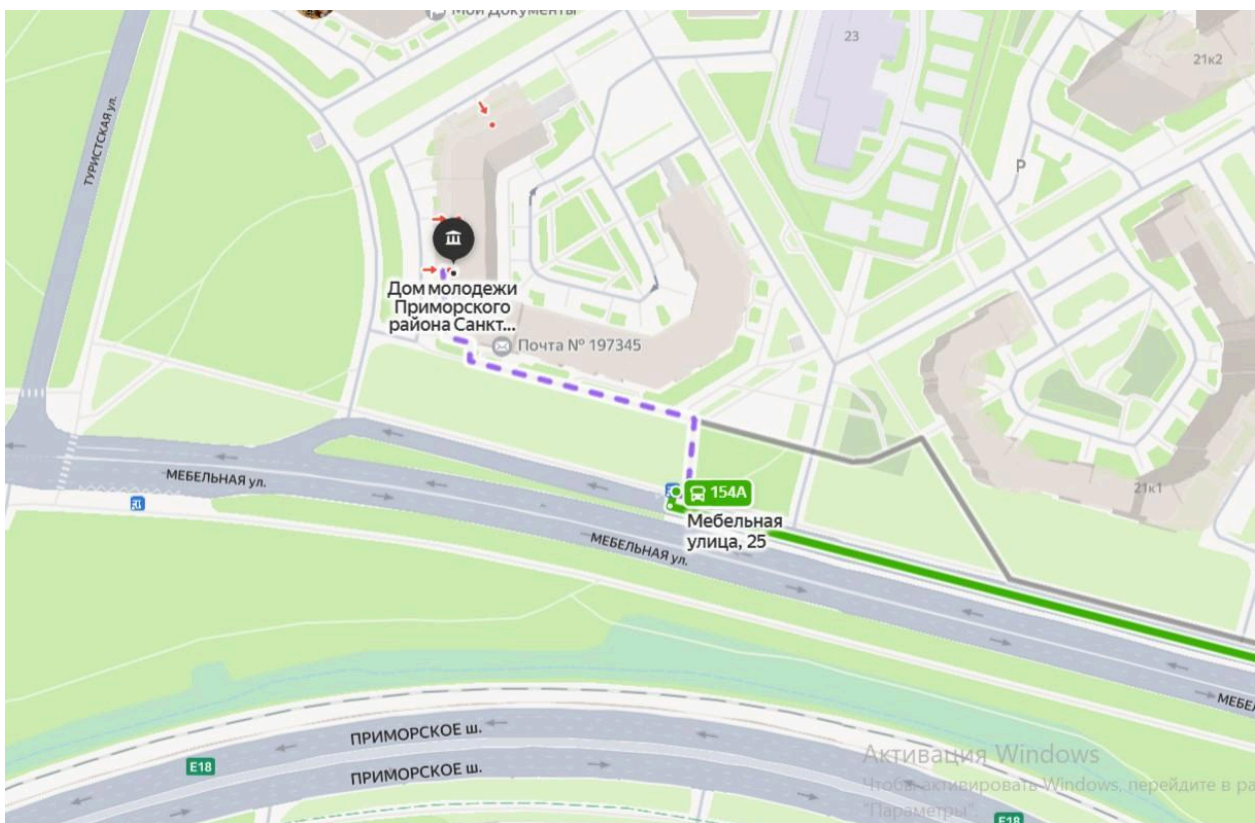 Мои Документы
23
21к2
ТУРИСТСКАЯ ул.
P
Дом молодежи
Приморского
района Санкт...
Почта № 197345
МЕБЕЛЬНАЯ ул.
154А
21к1
Мебельная
улица, 25
МЕБЕЛЬНАЯ ул.
МЕБЕЛ
ПРИМОРСКОЕ ш.
E18
ПРИМОРСКОЕ ш.
Активация Windows
Чтобы активировать Windows, перейдите в ра
"Параметры".
E18